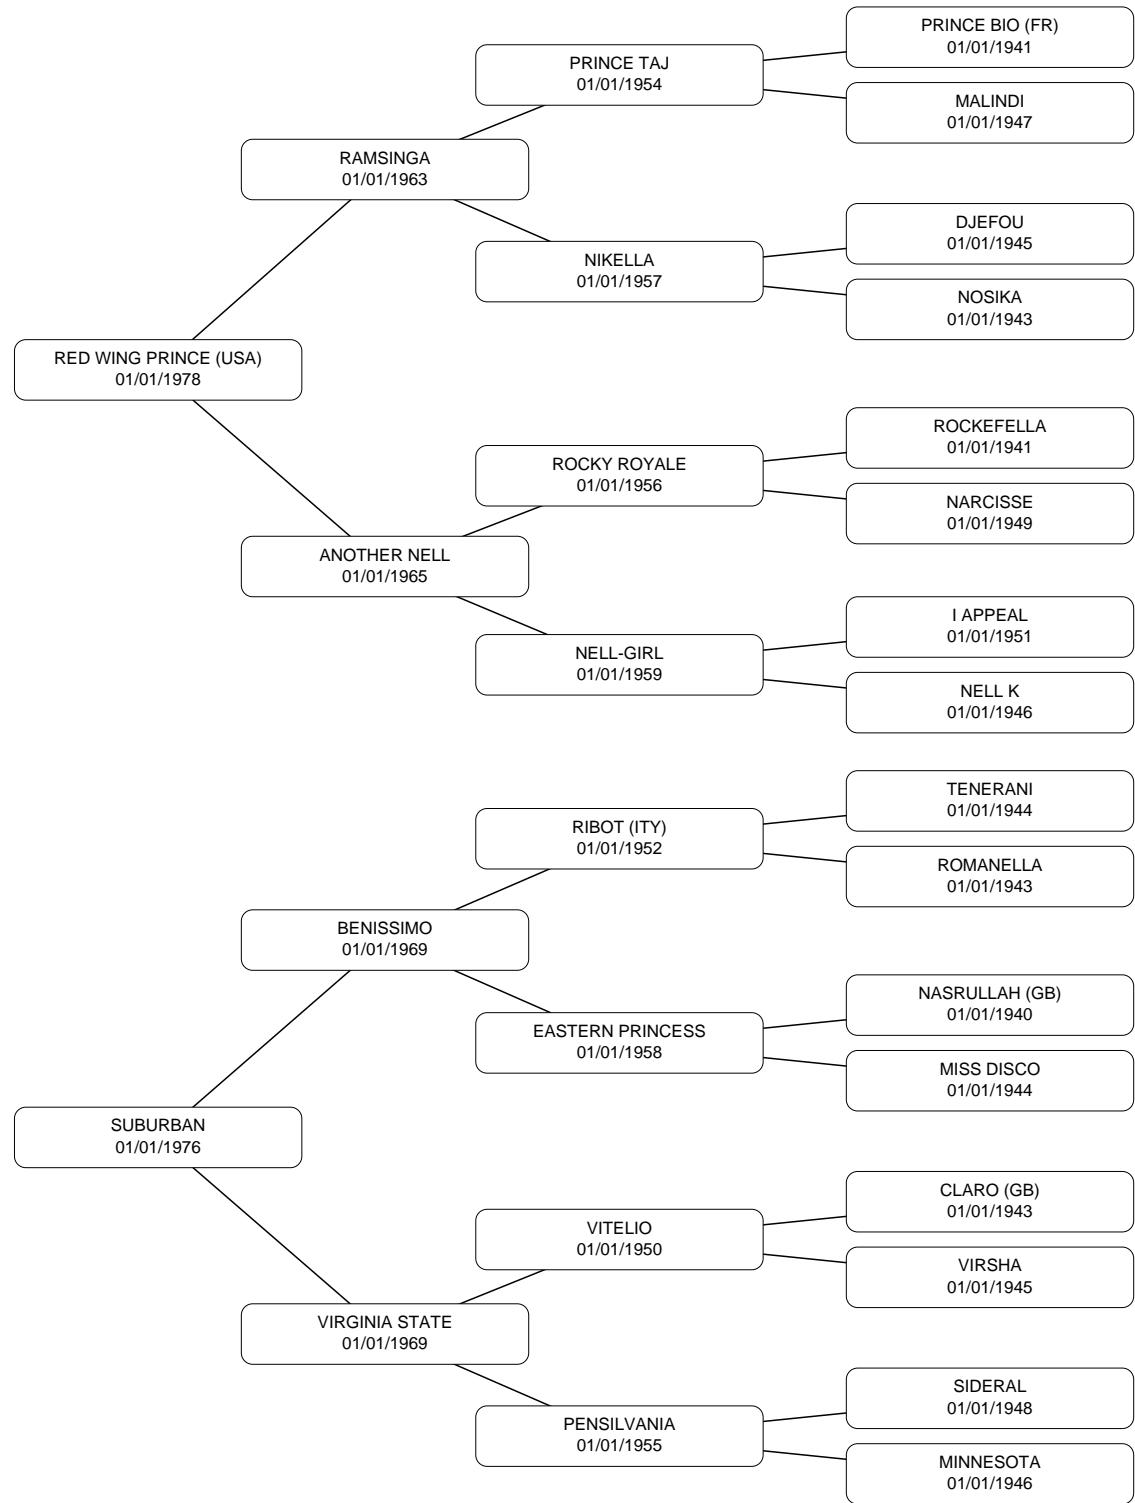 PRINCE BIO (FR)
01/01/1941
PRINCE TAJ
01/01/1954
MALINDI
01/01/1947
RAMSINGA
01/01/1963
DJEFOU
01/01/1945
NIKELLA
01/01/1957
NOSIKA
01/01/1943
RED WING PRINCE (USA)
01/01/1978
ROCKEFELLA
01/01/1941
ROCKY ROYALE
01/01/1956
NARCISSE
01/01/1949
ANOTHER NELL
01/01/1965
I APPEAL
01/01/1951
NELL-GIRL
01/01/1959
NELL K
01/01/1946
TENERANI
01/01/1944
RIBOT (ITY)
01/01/1952
ROMANELLA
01/01/1943
BENISSIMO
01/01/1969
NASRULLAH (GB)
01/01/1940
EASTERN PRINCESS
01/01/1958
MISS DISCO
01/01/1944
SUBURBAN
01/01/1976
CLARO (GB)
01/01/1943
VITELIO
01/01/1950
VIRSHA
01/01/1945
VIRGINIA STATE
01/01/1969
SIDERAL
01/01/1948
PENSILVANIA
01/01/1955
MINNESOTA
01/01/1946